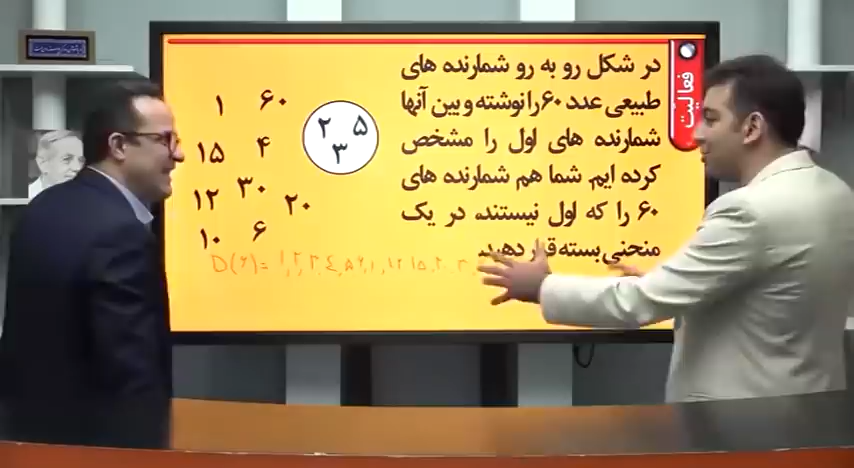 فعالیت
در شکل رو به رو شمارنده های
طبیعی عدد ۶۰ را نوشته و بین آنها
شمارنده های اول را مشخص
کرده ایم. شما هم شمارنده های
۶۰ را که اول نیستند، در یک
منحنی بسته قرار دهید.
۱ ۶۰
۲ ۵
۳
۱۵ ۴
۱۲ ۳۰ ۲۰
۱۰ ۶